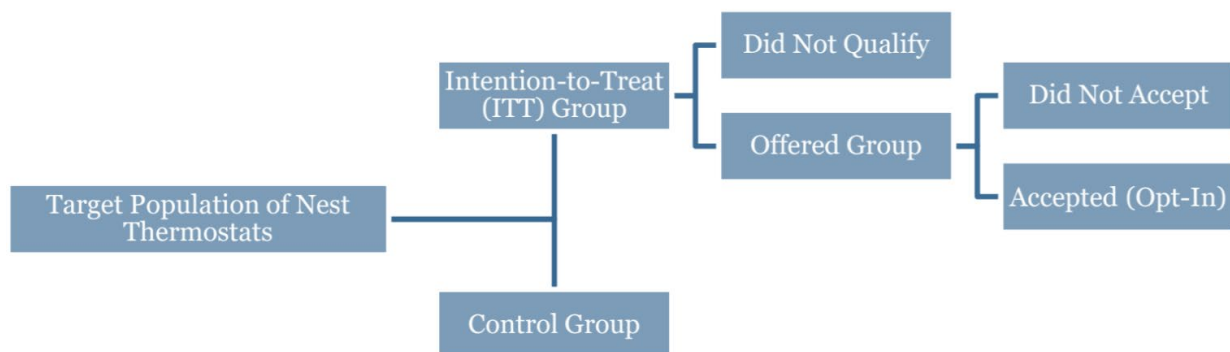 Did Not Qualify
Intention-to-Treat
(ITT) Group
Did Not Accept
Offered Group
Accepted (Opt-In)
Target Population of Nest
Thermostats
Control Group